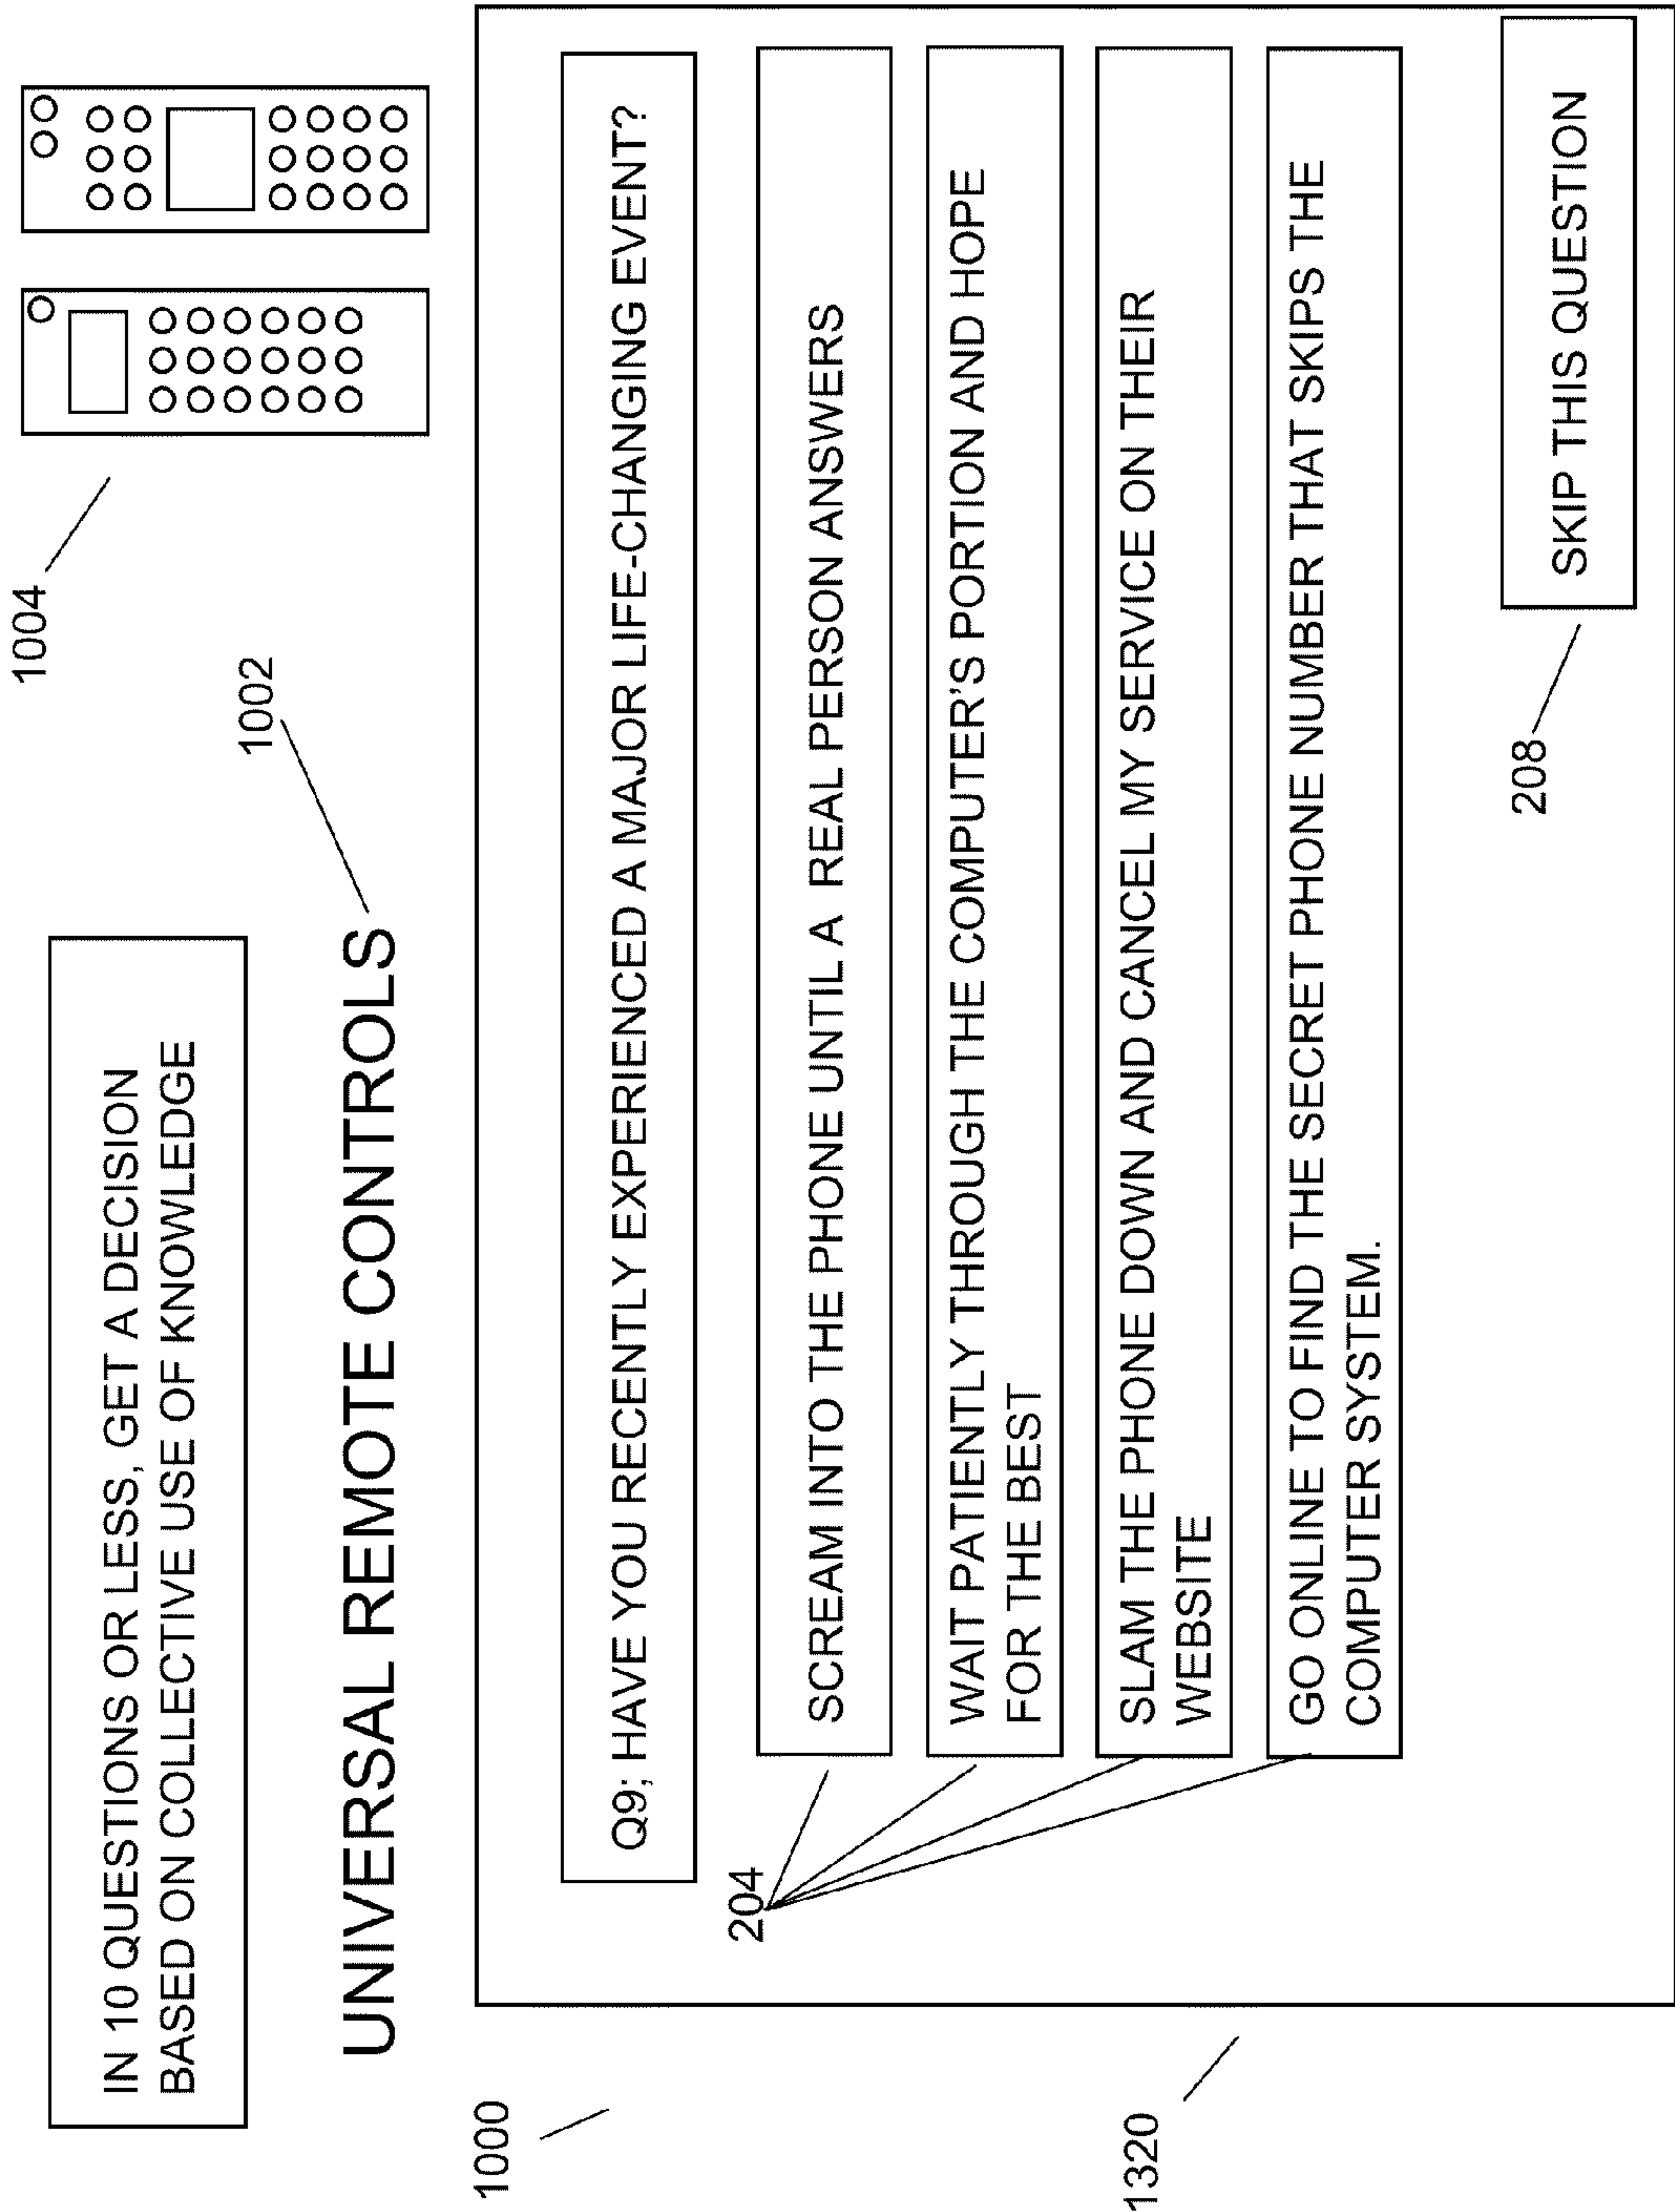 IN 10 QUESTIONS OR LESS, GET A DECISION
BASED ON COLLECTIVE USE OF KNOWLEDGE
1004
UNIVERSAL REMOTE CONTROLS
1002
1000
Q9; HAVE YOU RECENTLY EXPERIENCED A MAJOR LIFE-CHANGING EVENT?
204
SCREAM INTO THE PHONE UNTIL A REAL PERSON ANSWERS
WAIT PATIENTLY THROUGH THE COMPUTER'S PORTION AND HOPE
FOR THE BEST
SLAM THE PHONE DOWN AND CANCEL MY SERVICE ON THEIR
WEBSITE
GO ONLINE TO FIND THE SECRET PHONE NUMBER THAT SKIPS THE
COMPUTER SYSTEM.
1320
208
SKIP THIS QUESTION